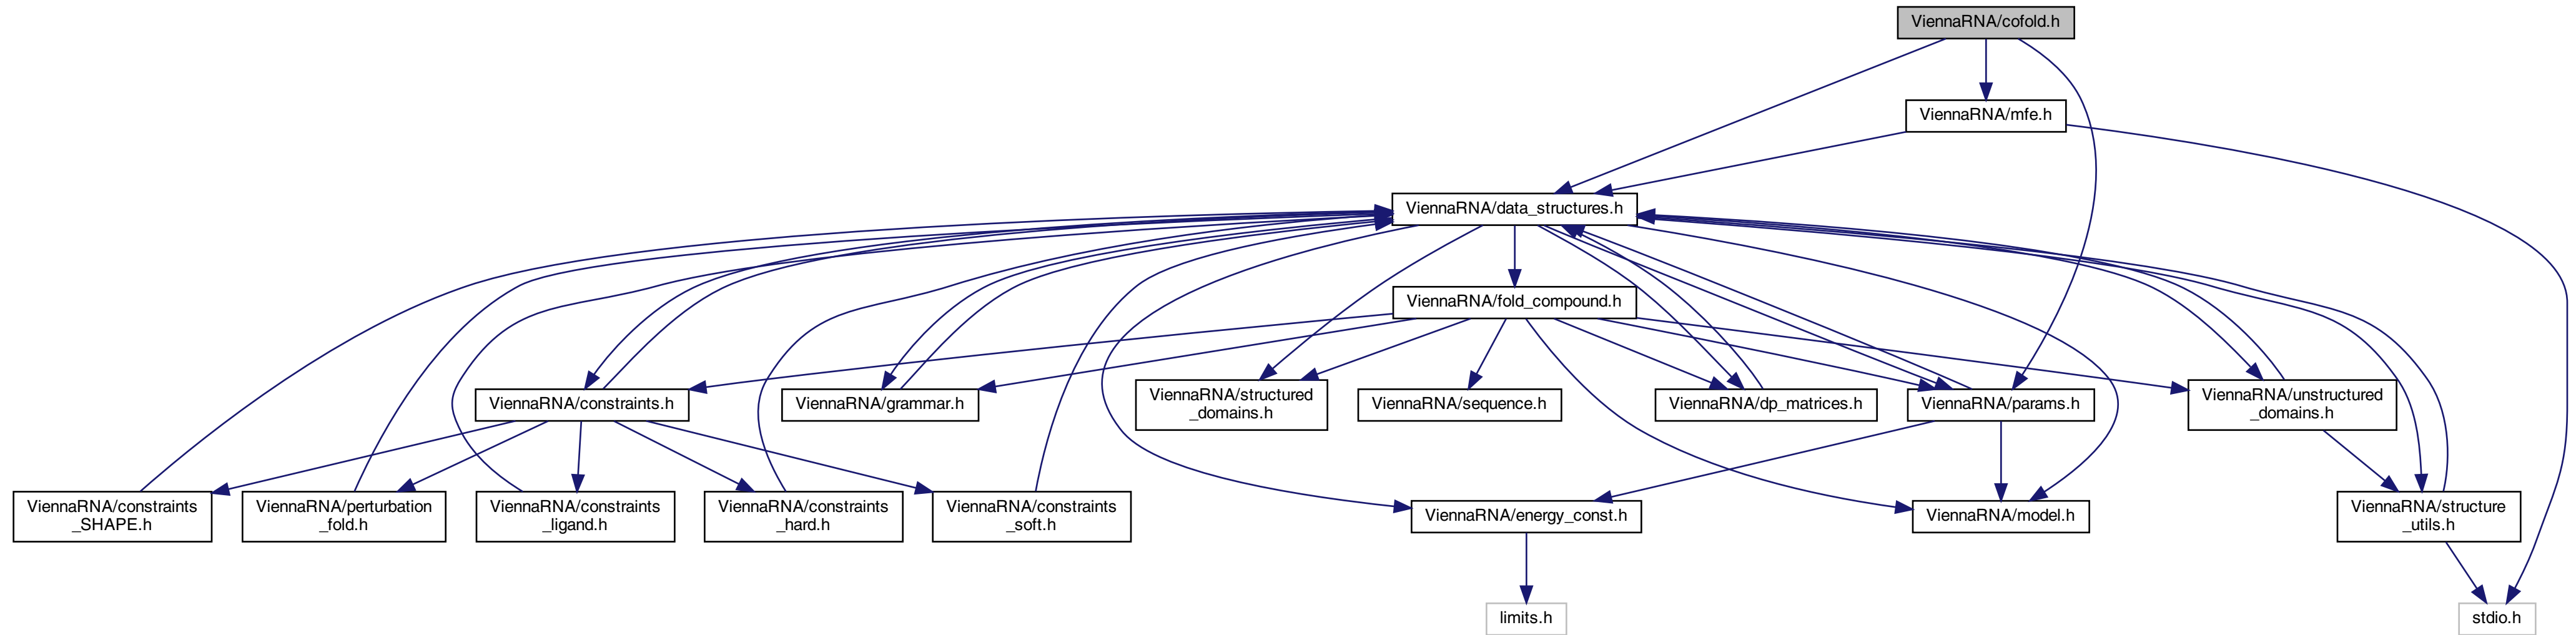 ViennaRNA/cofold.h
ViennaRNA/mfe.h
ViennaRNA/data_structures.h
ViennaRNA/fold_compound.h
ViennaRNA/constraints.h
ViennaRNA/grammar.h
ViennaRNA/structured
_domains.h
ViennaRNA/sequence.h
ViennaRNA/dp_matrices.h
ViennaRNA/params.h
ViennaRNA/unstructured
_domains.h
ViennaRNA/constraints
_SHAPE.h
ViennaRNA/perturbation
_fold.h
ViennaRNA/constraints
_ligand.h
ViennaRNA/constraints
_hard.h
ViennaRNA/constraints
_soft.h
ViennaRNA/energy_const.h
ViennaRNA/model.h
ViennaRNA/structure
_utils.h
limits.h
stdio.h